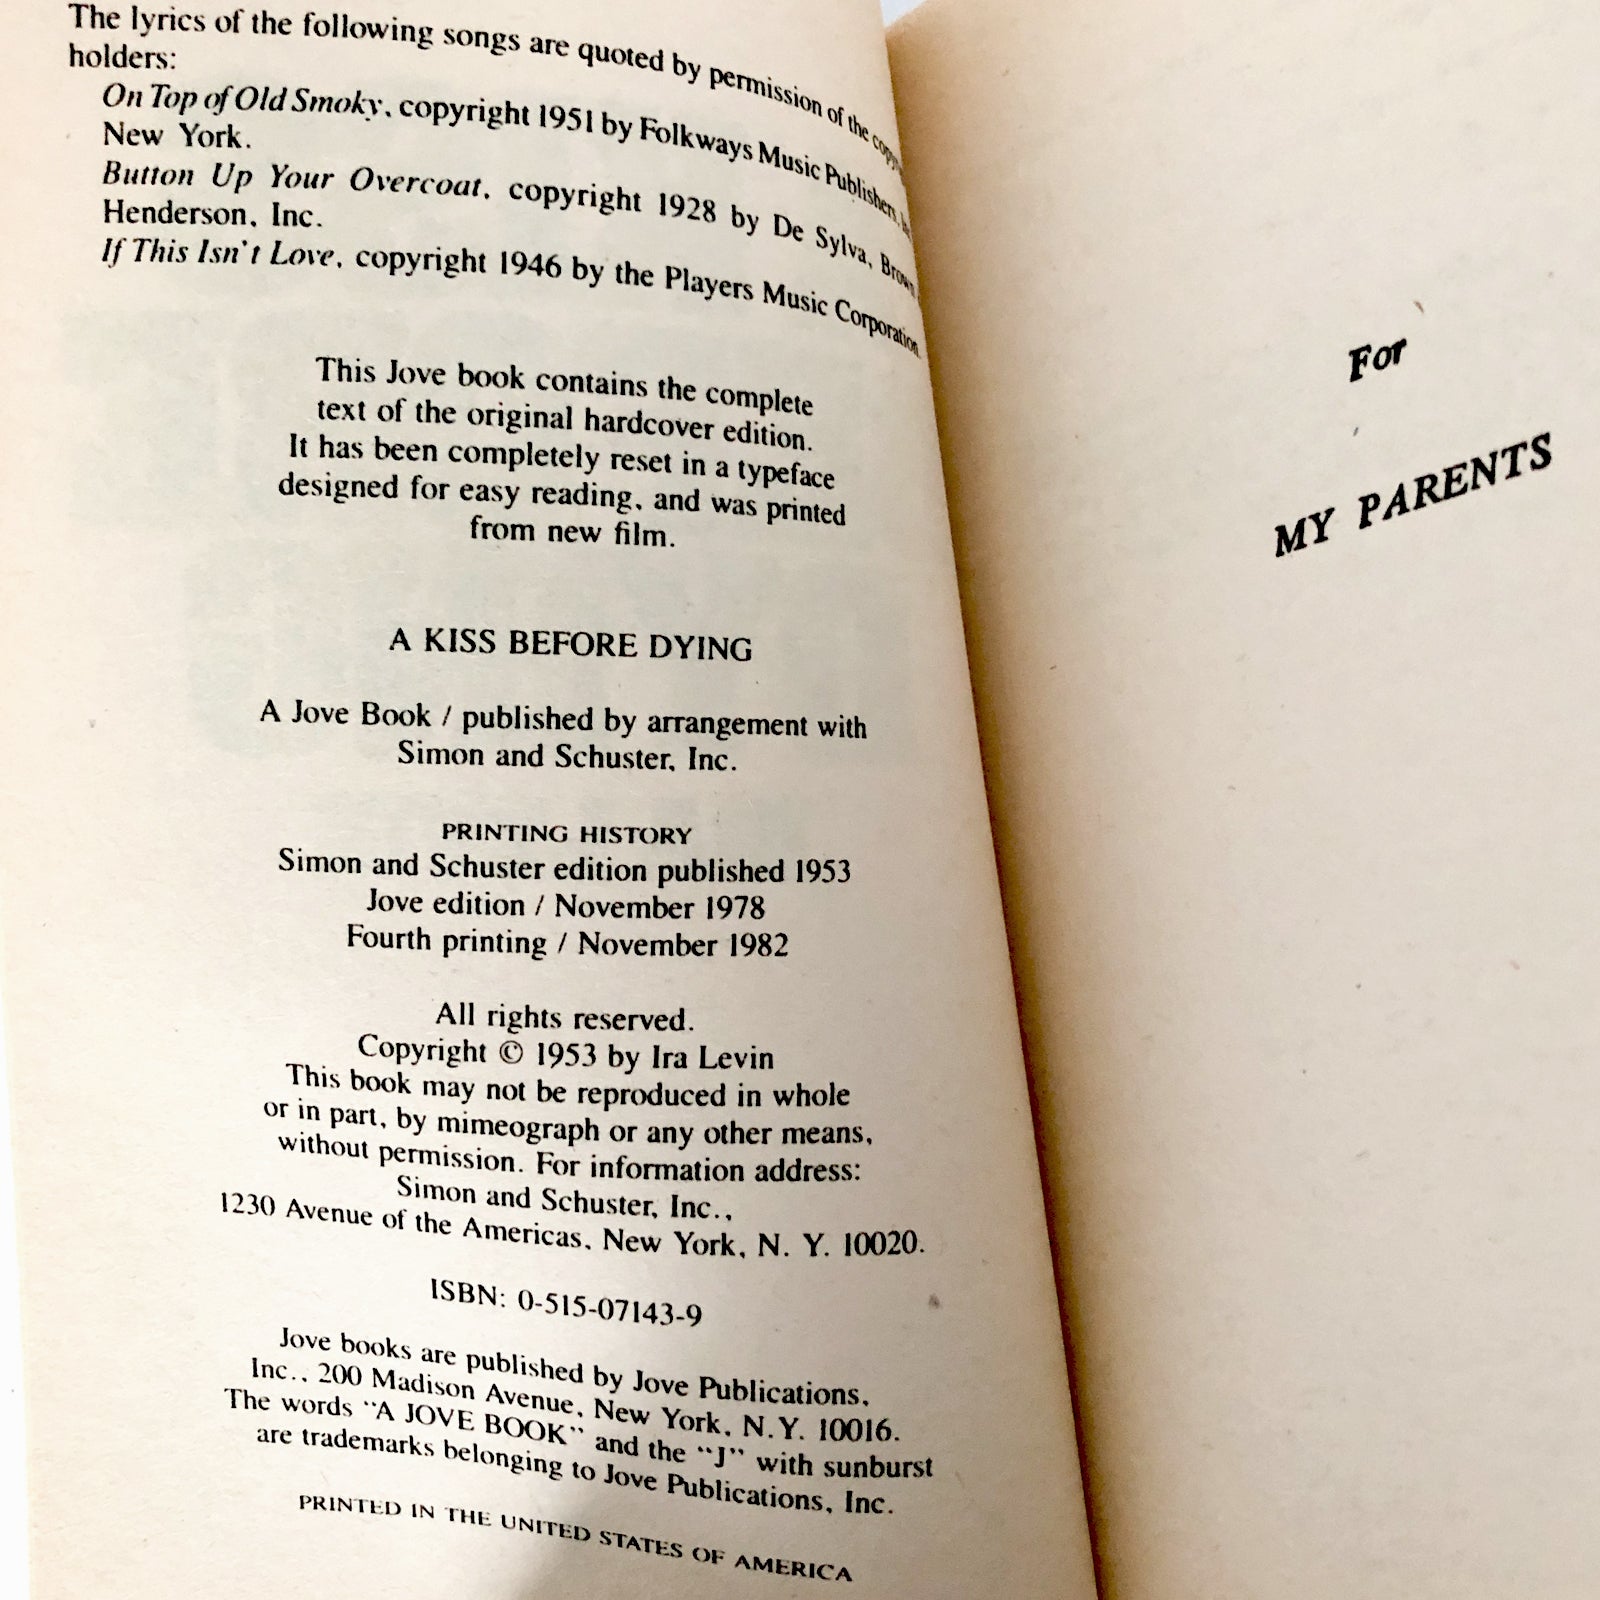 The lyrics of the following songs are quoted by permission of the
holders:
On Top of Old Smoky, copyright 1951 by Folkways Music Publishers,
New York.
Button Up Your Overcoat, copyright 1928 by De Sylva, Brown
Henderson, Inc.
If This Isn't Love, copyright 1946 by the Players Music Corporation.
This Jove book contains the complete
text of the original hardcover edition.
It has been completely reset in a typeface
designed for easy reading, and was printed
from new film.
A KISS BEFORE DYING
A Jove Book / published by arrangement with
Simon and Schuster, Inc.
PRINTING HISTORY
Simon and Schuster edition published 1953
Jove edition / November 1978
Fourth printing / November 1982
All rights reserved.
Copyright © 1953 by Ira Levin
This book may not be reproduced in whole
or in part, by mimeograph or any other means,
without permission. For information address:
Simon and Schuster, Inc.,
1230 Avenue of the Americas, New York, N. Y. 10020.
ISBN: 0-515-07143-9
Jove books are published by Jove Publications,
Inc., 200 Madison Avenue, New York, N.Y. 10016.
The words "A JOVE BOOK" and the "J" with sunburst
are trademarks belonging to Jove Publications, Inc.
PRINTED IN THE UNITED STATES OF AMERICA
For
MY PARENTS